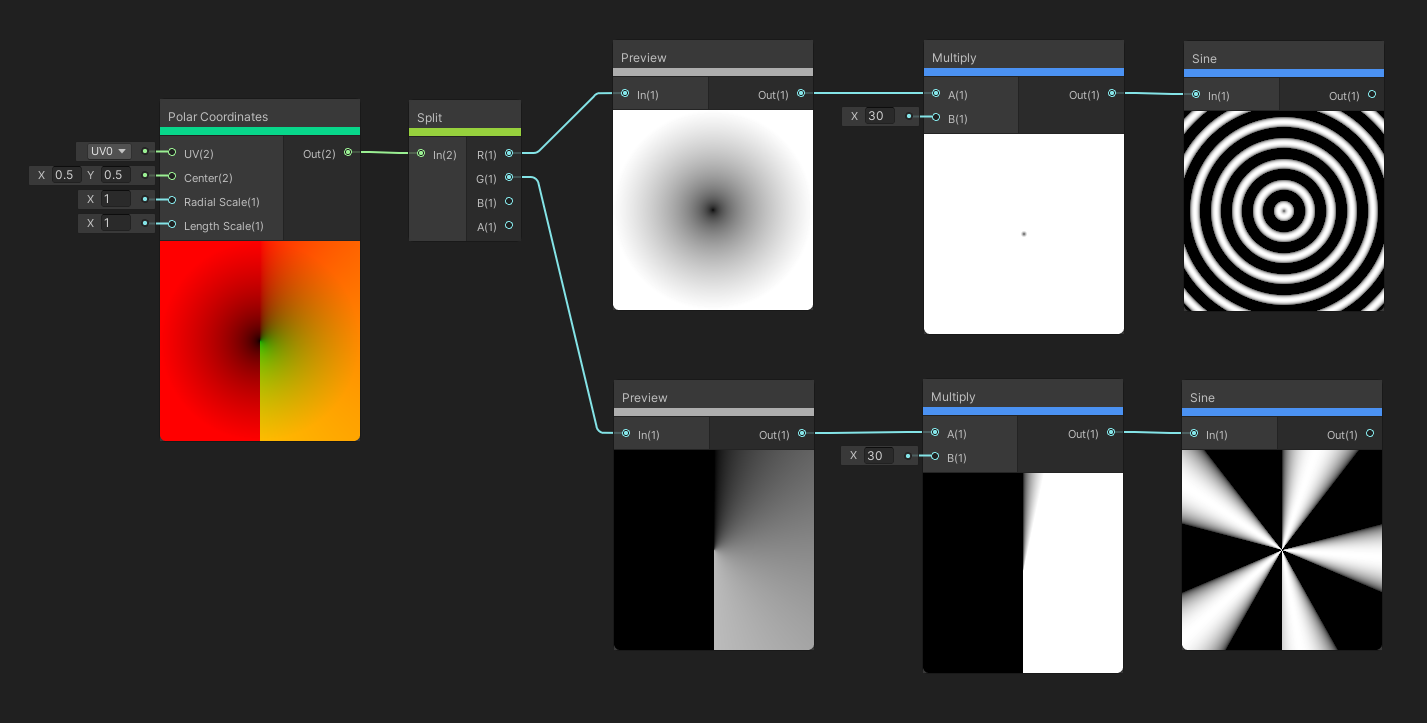 Polar Coordinates
UV0
UV(2)
Out(2)
X 0.5 Y 0.5
Center(2)
X 1
Radial Scale(1)
X 1
Length Scale(1)
Split
In(2)
R(1)
G(1)
B(1)
A(1)
Preview
In(1)
Out(1)
Multiply
A(1)
Out(1)
X 30
B(1)
Sine
In(1)
Out(1)
Preview
In(1)
Out(1)
Multiply
A(1)
Out(1)
X 30
B(1)
Sine
In(1)
Out(1)